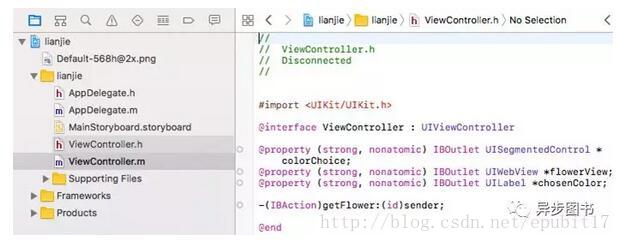 lianjie
Default-568h@2x.png
lianjie
AppDelegate.h
AppDelegate.m
MainStoryboard.storyboard
ViewController.h
ViewController.m
Supporting Files
Frameworks
Products
lianjie lianjie ViewController.h No Selection
//
//  ViewController.h
//  Disconnected
//
#import <UIKit/UIKit.h>
@interface ViewController : UIViewController
@property (strong, nonatomic) IBOutlet UISegmentedControl *
colorChoice;
@property (strong, nonatomic) IBOutlet UIWebView *flowerView;
@property (strong, nonatomic) IBOutlet UILabel *chosenColor;
-(IBAction)getFlower:(id)sender;
@end
异步图书
http://blog.csdn.net/epubit17